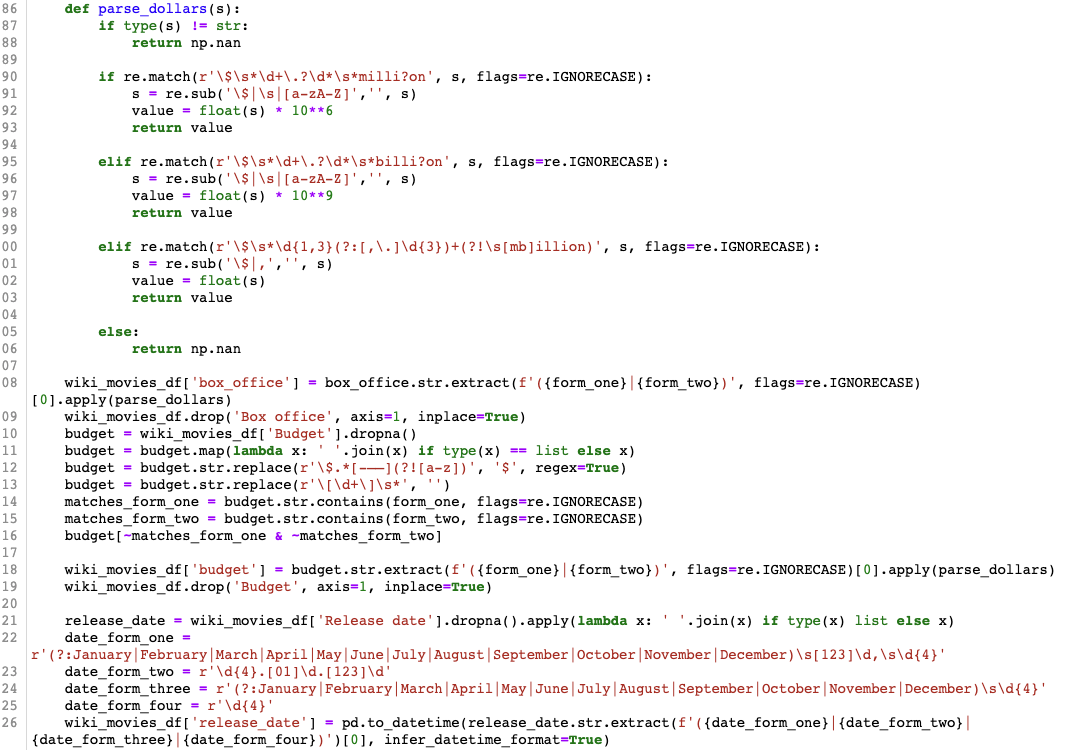 86     def parse_dollars(s):
87         if type(s) != str:
88             return np.nan
89
90         if re.match(r'\$\s*\d+\.?\d*\s*milli?on', s, flags=re.IGNORECASE):
91             s = re.sub('\$|\s|[a-zA-Z]','', s)
92             value = float(s) * 10**6
93             return value
94
95         elif re.match(r'\$\s*\d+\.?\d*\s*billi?on', s, flags=re.IGNORECASE):
96             s = re.sub('\$|\s|[a-zA-Z]','', s)
97             value = float(s) * 10**9
98             return value
99
00         elif re.match(r'\$\s*\d{1,3}(?:[,\.]\d{3})+(?!\s[mb]illion)', s, flags=re.IGNORECASE):
01             s = re.sub('\$|,','', s)
02             value = float(s)
03             return value
04
05         else:
06             return np.nan
07
08     wiki_movies_df['box_office'] = box_office.str.extract(f'({form_one}|{form_two})', flags=re.IGNORECASE)
[0].apply(parse_dollars)
09     wiki_movies_df.drop('Box office', axis=1, inplace=True)
10     budget = wiki_movies_df['Budget'].dropna()
11     budget = budget.map(lambda x: ' '.join(x) if type(x) == list else x)
12     budget = budget.str.replace(r'\$.*[-—–](?![a-z])', '$', regex=True)
13     budget = budget.str.replace(r'\[\d+\]\s*', '')
14     matches_form_one = budget.str.contains(form_one, flags=re.IGNORECASE)
15     matches_form_two = budget.str.contains(form_two, flags=re.IGNORECASE)
16     budget[~matches_form_one & ~matches_form_two]
17
18     wiki_movies_df['budget'] = budget.str.extract(f'({form_one}|{form_two})', flags=re.IGNORECASE)[0].apply(parse_dollars)
19     wiki_movies_df.drop('Budget', axis=1, inplace=True)
20
21     release_date = wiki_movies_df['Release date'].dropna().apply(lambda x: ' '.join(x) if type(x) list else x)
22     date_form_one =
r'(?:January|February|March|April|May|June|July|August|September|October|November|December)\s[123]\d,\s\d{4}'
23     date_form_two = r'\d{4}.[01]\d.[123]\d'
24     date_form_three = r'(?:January|February|March|April|May|June|July|August|September|October|November|December)\s\d{4}'
25     date_form_four = r'\d{4}'
26     wiki_movies_df['release_date'] = pd.to_datetime(release_date.str.extract(f'({date_form_one}|{date_form_two}|
{date_form_three}|{date_form_four})')[0], infer_datetime_format=True)